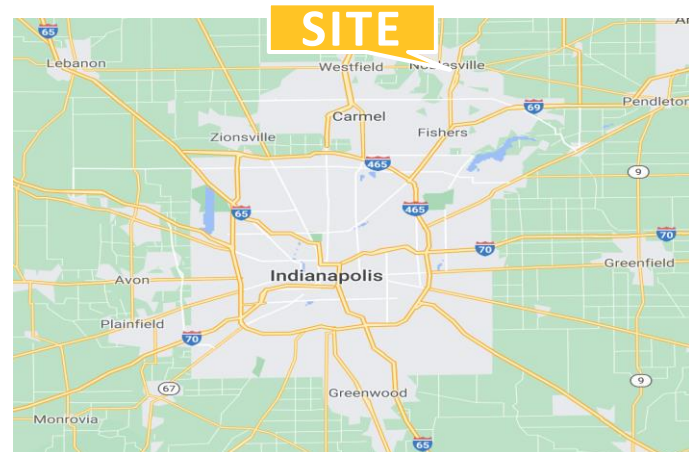 SITE
65
Lebanon
Westfield
Noblesville
Pendleton
Carmel
69
Zionsville
Fishers
465
9
65
465
70
70
Indianapolis
Greenfield
Avon
Plainfield
70
67
9
Greenwood
Monrovia
65